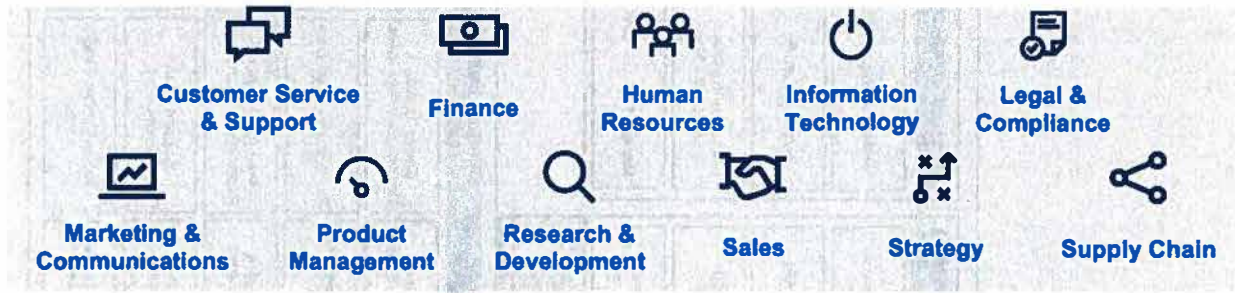 Customer Service
& Support
Finance
Human
Resources
Information
Technology
Legal &
Compliance
Marketing &
Communications
Product
Management
Research &
Development
Sales
Strategy
Supply Chain